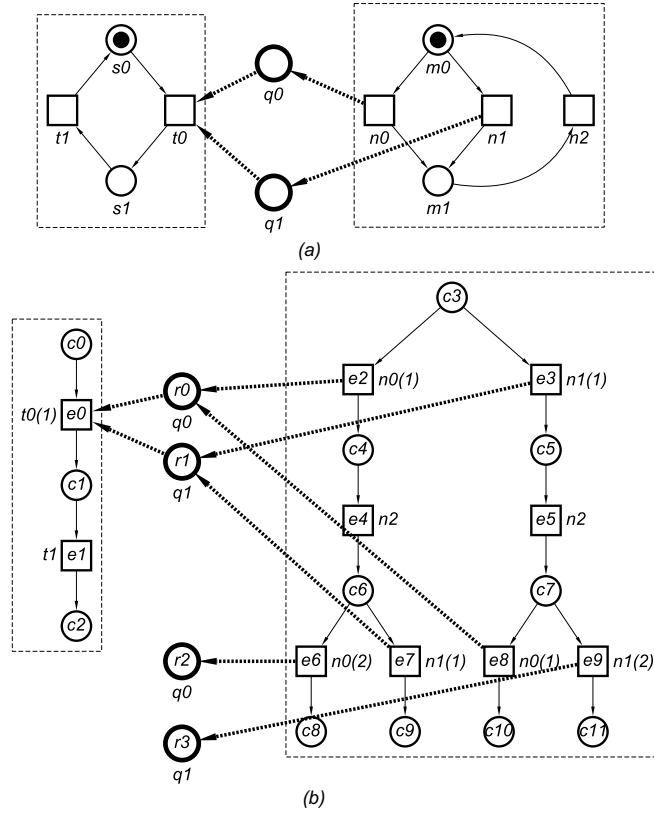 s0
m0
q0
t1
t0
n0
n1
n2
s1
q1
m1
(a)
c3
c0
r0
e2 n0(1)
e3 n1(1)
t0(1) e0
q0
r1
c4
c5
c1
q1
e4 n2
e5 n2
t1 e1
c6
c7
c2
r2
e6 n0(2)
e7 n1(1)
e8 n0(1)
e9 n1(2)
q0
r3
c8
c9
c10
c11
q1
(b)